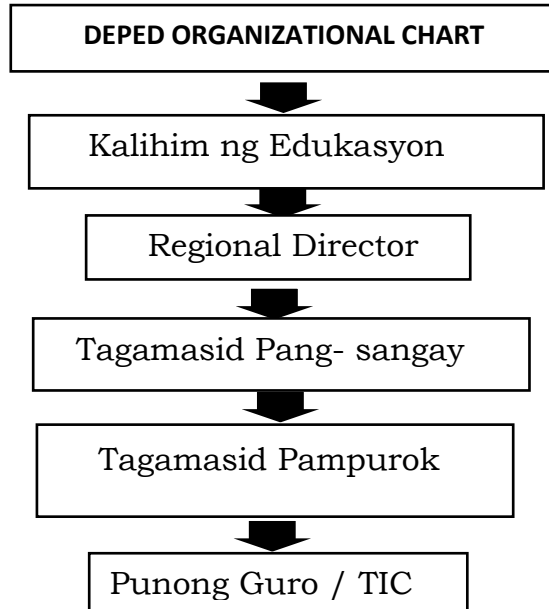 DEPED ORGANIZATIONAL CHART
Kalihim ng Edukasyon
Regional Director
Tagamasid Pang- sangay
Tagamasid Pampurok
Punong Guro / TIC